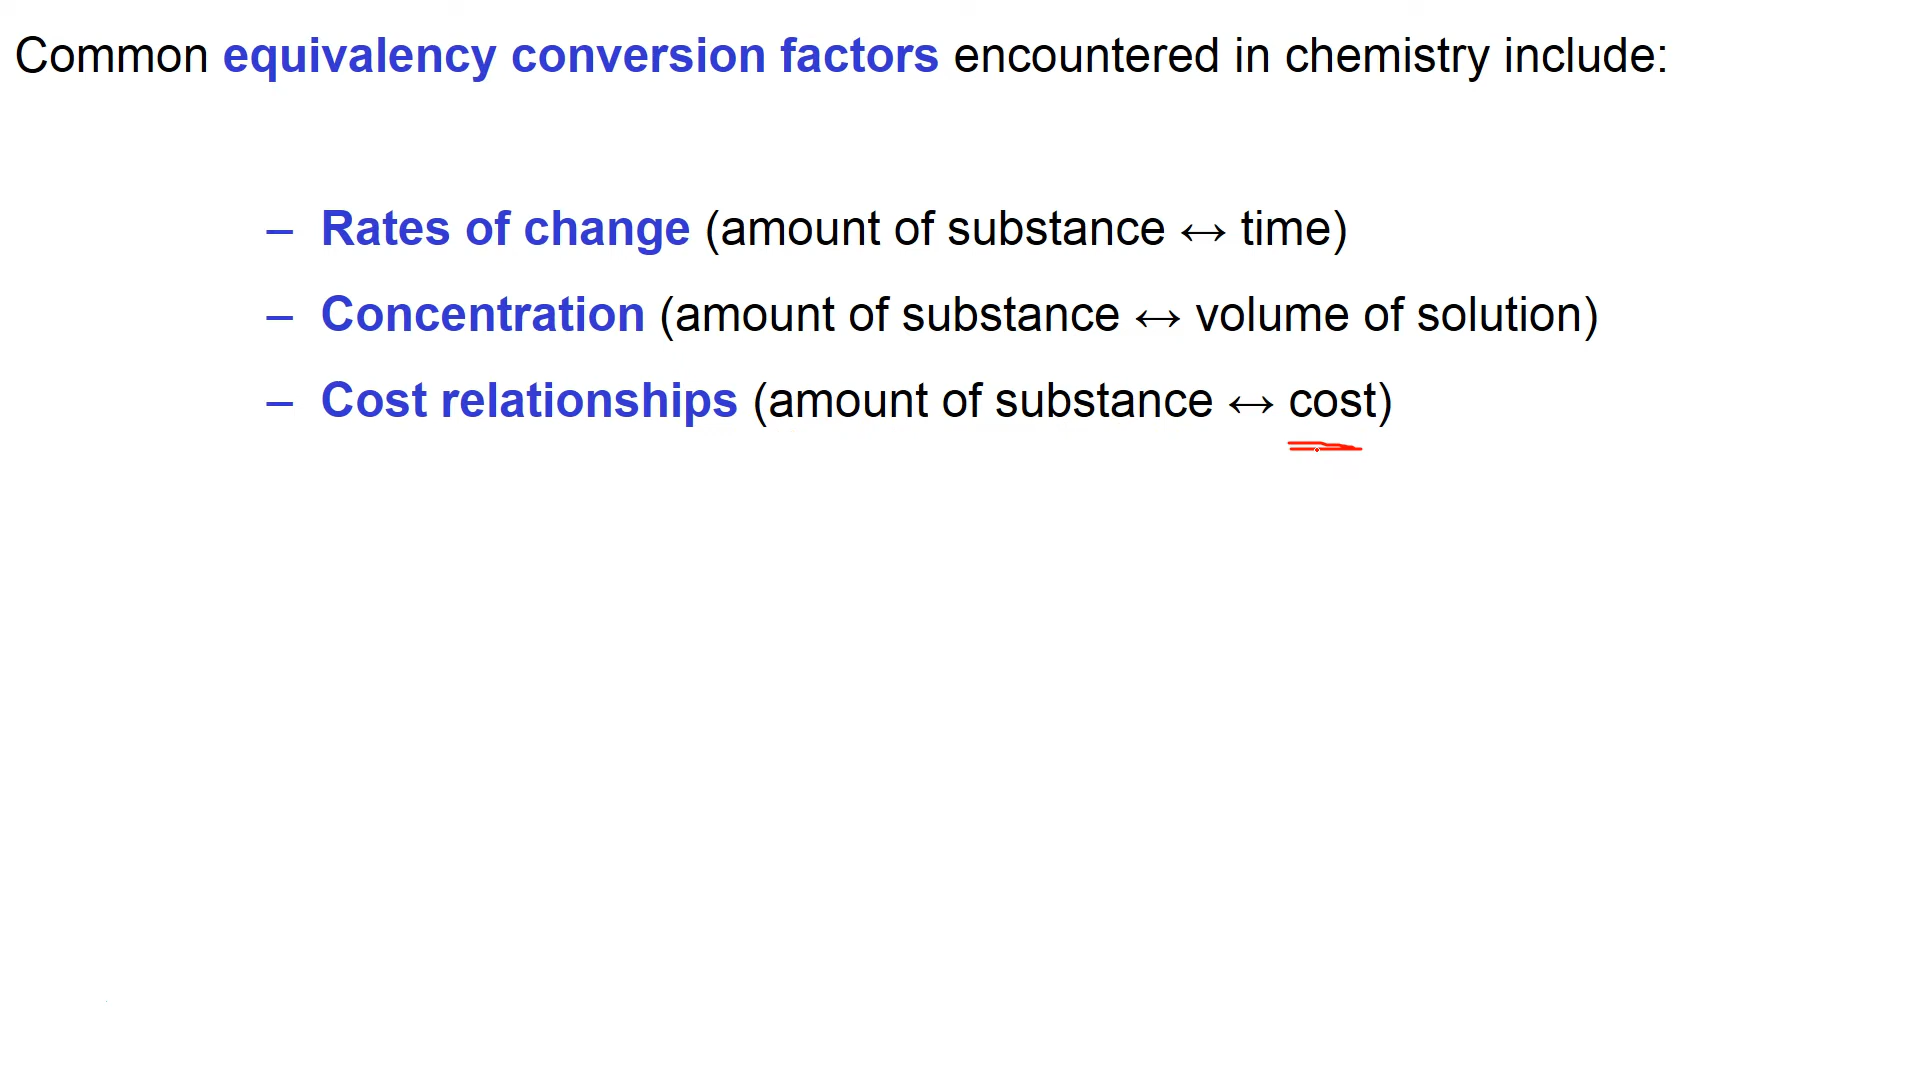 Common equivalency conversion factors encountered in chemistry include:
– Rates of change (amount of substance ↔ time)
– Concentration (amount of substance ↔ volume of solution)
– Cost relationships (amount of substance ↔ cost)